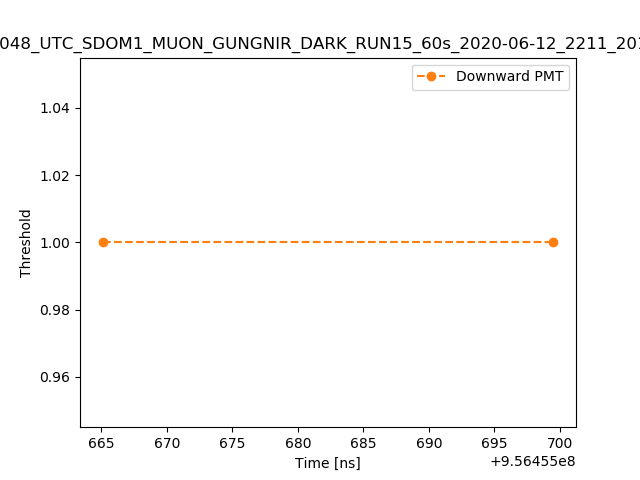 048_UTC_SDOM1_MUON_GUNGNIR_DARK_RUN15_60s_2020-06-12_2211_201
Downward PMT
1.04
1.02
1.00
0.98
0.96
Threshold
665 670 675 680 685 690 695 700
Time [ns]
+9.56455e8